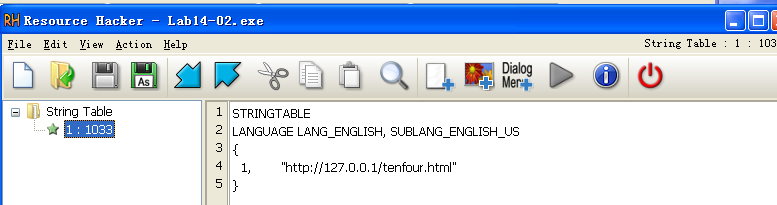 RH Resource Hacker - Lab14-02.exe
File Edit View Action Help
String Table : 1 : 103
As
Dialog
Mer
String Table
1 : 1033
1 STRINGTABLE
2 LANGUAGE LANG_ENGLISH, SUBLANG_ENGLISH_US
3 {
4 1, "http://127.0.0.1/tenfour.html"
5 }